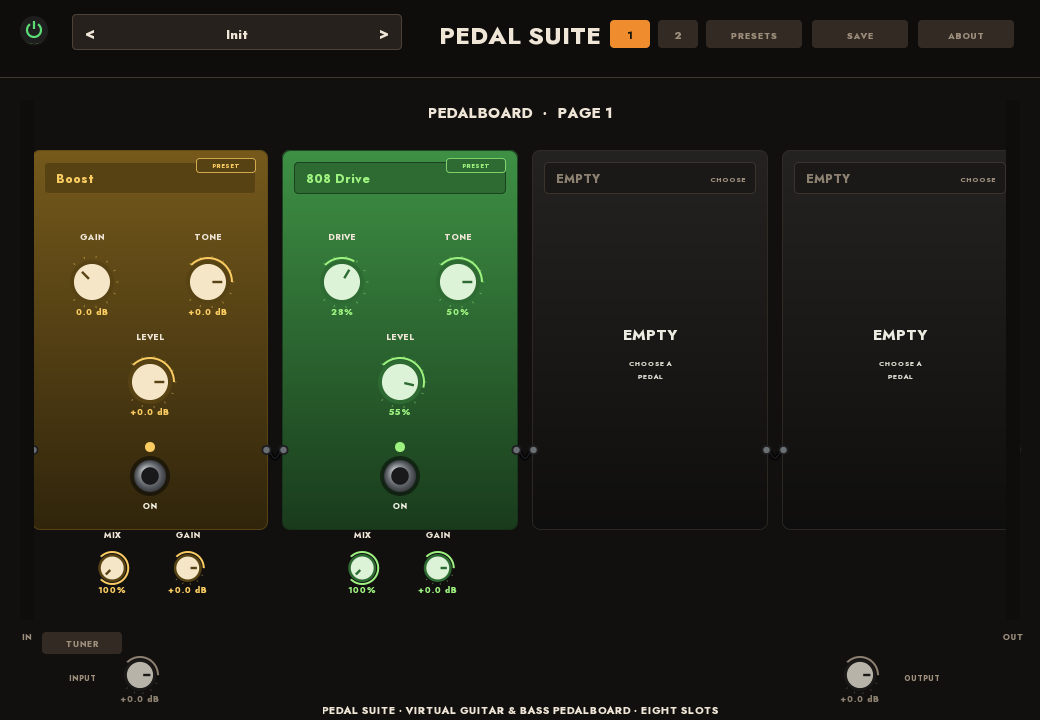 < Init >
PEDAL SUITE 1 2 PRESETS SAVE ABOUT
PEDALBOARD · PAGE 1
PRESET PRESET
Boost 808 Drive EMPTY CHOOSE EMPTY CHOOSE
GAIN TONE DRIVE TONE
0.0 dB +0.0 dB 28% 50%
LEVEL LEVEL EMPTY EMPTY
CHOOSE A CHOOSE A
PEDAL PEDAL
+0.0 dB 55%
ON ON
MIX GAIN MIX GAIN
100% +0.0 dB 100% +0.0 dB
IN TUNER OUT
INPUT OUTPUT
+0.0 dB +0.0 dB
PEDAL SUITE · VIRTUAL GUITAR & BASS PEDALBOARD · EIGHT SLOTS